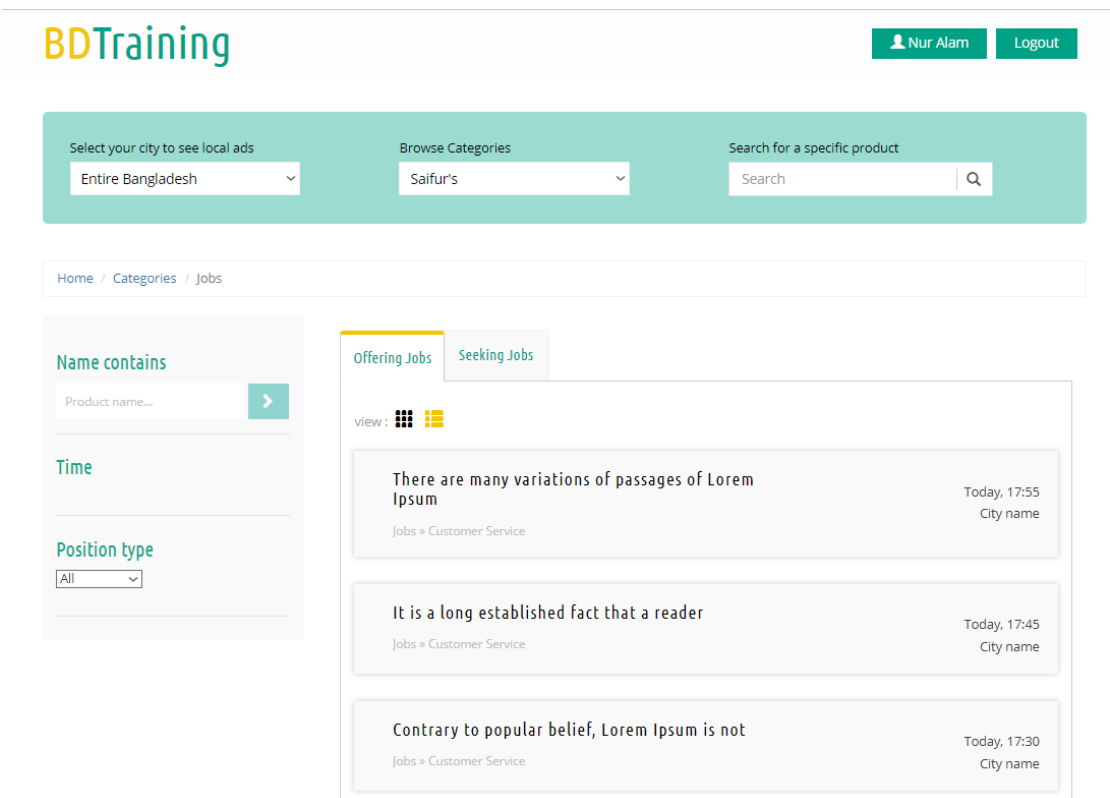 BDTraining
Nur Alam
Logout
Select your city to see local ads
Entire Bangladesh
Browse Categories
Saifur's
Search for a specific product
Search
Home / Categories / Jobs
Name contains
Product name...
Time
Position type
All
Offering Jobs
Seeking Jobs
view :
There are many variations of passages of Lorem
Ipsum
Jobs » Customer Service
Today, 17:55
City name
It is a long established fact that a reader
Jobs » Customer Service
Today, 17:45
City name
Contrary to popular belief, Lorem Ipsum is not
Jobs » Customer Service
Today, 17:30
City name